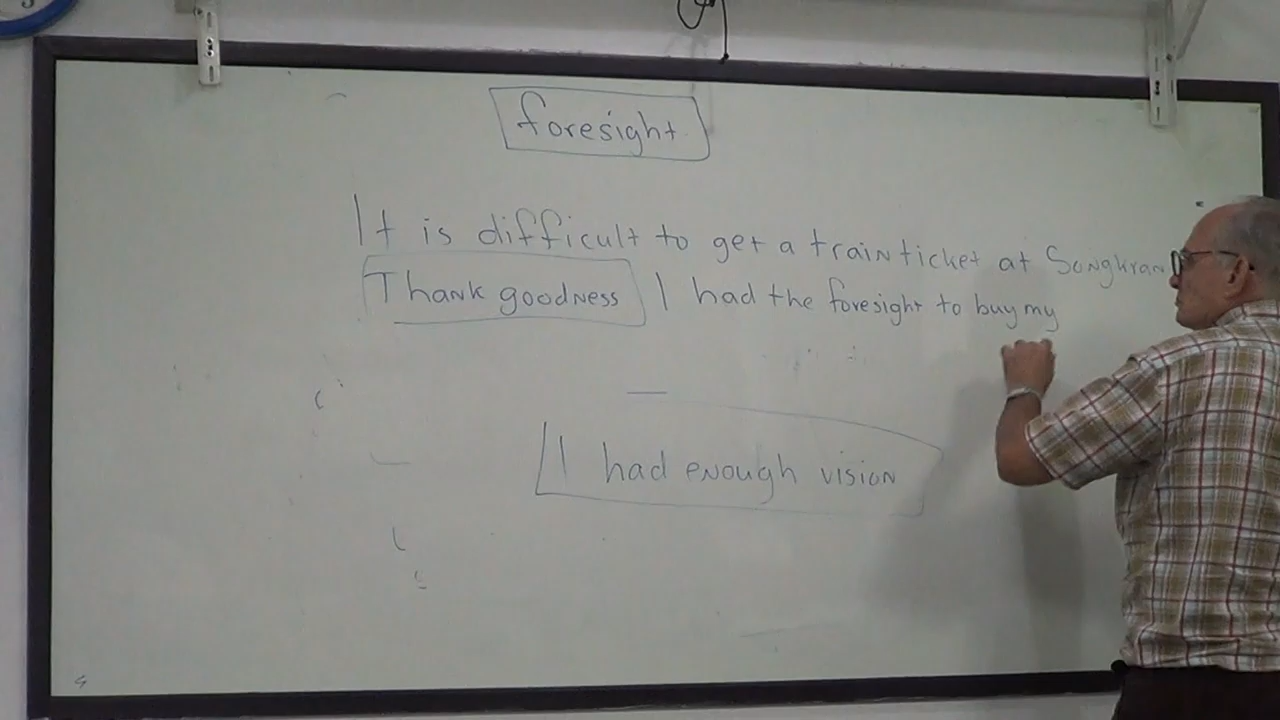 foresight
It is difficult to get a train ticket at Songkran
Thank goodness I had the foresight to buy my
I had enough vision